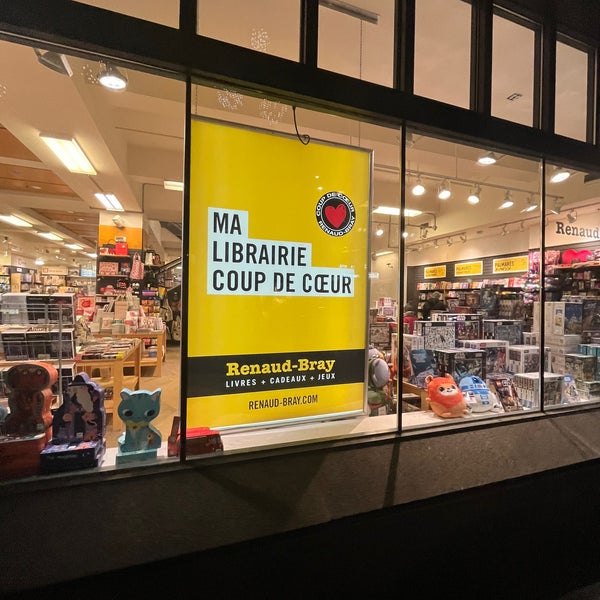 COUP DE CŒUR
RENAUD-BRAY
MA
LIBRAIRIE
COUP DE CŒUR
Renaud-Bray
LIVRES + CADEAUX + JEUX
RENAUD-BRAY.COM
Renaud
PALMARÈS